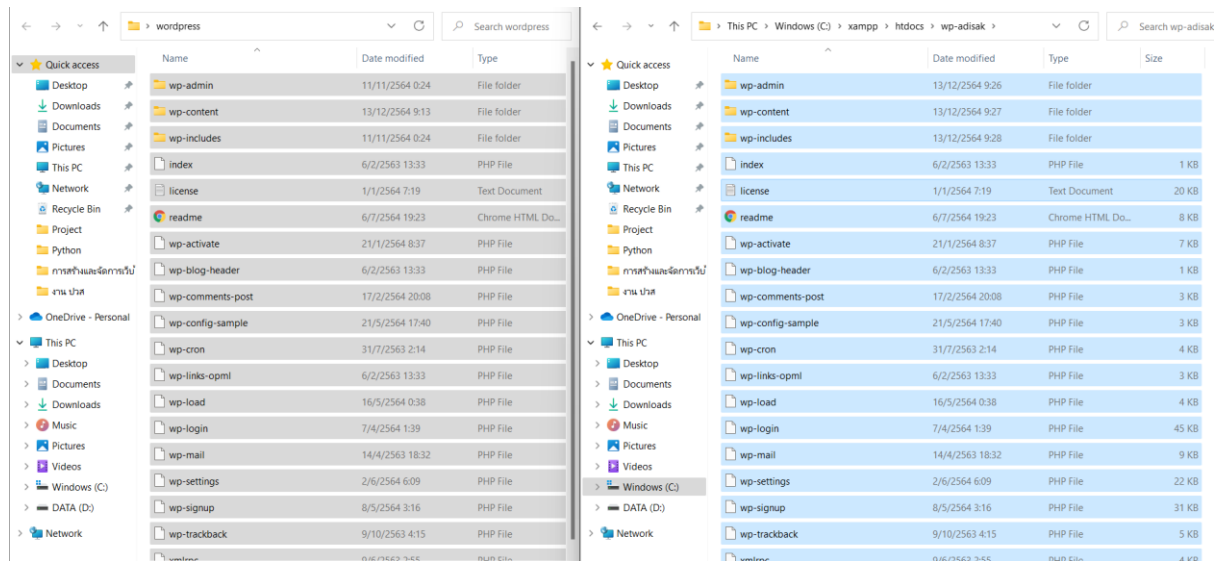 wordpress
Search wordpress
Name Date modified Type
Quick access
Desktop
Downloads
Documents
Pictures
This PC
Network
Recycle Bin
Project
Python
การสร้างและจัดการเว็บ
งาน ปวส
OneDrive - Personal
This PC
Desktop
Documents
Downloads
Music
Pictures
Videos
Windows (C:)
DATA (D:)
Network
wp-admin 11/11/2564 0:24 File folder
wp-content 13/12/2564 9:13 File folder
wp-includes 11/11/2564 0:24 File folder
index 6/2/2563 13:33 PHP File
license 1/1/2564 7:19 Text Document
readme 6/7/2564 19:23 Chrome HTML Do...
wp-activate 21/1/2564 8:37 PHP File
wp-blog-header 6/2/2563 13:33 PHP File
wp-comments-post 17/2/2564 20:08 PHP File
wp-config-sample 21/5/2564 17:40 PHP File
wp-cron 31/7/2563 2:14 PHP File
wp-links-opml 6/2/2563 13:33 PHP File
wp-load 16/5/2564 0:38 PHP File
wp-login 7/4/2564 1:39 PHP File
wp-mail 14/4/2563 18:32 PHP File
wp-settings 2/6/2564 6:09 PHP File
wp-signup 8/5/2564 3:16 PHP File
wp-trackback 9/10/2563 4:15 PHP File
xmlrpc 9/6/2563 2:55 PHP File
This PC > Windows (C:) > xampp > htdocs > wp-adisak >
Search wp-adisak
Name Date modified Type Size
Quick access
Desktop
Downloads
Documents
Pictures
This PC
Network
Recycle Bin
Project
Python
การสร้างและจัดการเว็บ
งาน ปวส
OneDrive - Personal
This PC
Desktop
Documents
Downloads
Music
Pictures
Videos
Windows (C:)
DATA (D:)
Network
wp-admin 13/12/2564 9:26 File folder
wp-content 13/12/2564 9:27 File folder
wp-includes 13/12/2564 9:28 File folder
index 6/2/2563 13:33 PHP File 1 KB
license 1/1/2564 7:19 Text Document 20 KB
readme 6/7/2564 19:23 Chrome HTML Do... 8 KB
wp-activate 21/1/2564 8:37 PHP File 7 KB
wp-blog-header 6/2/2563 13:33 PHP File 1 KB
wp-comments-post 17/2/2564 20:08 PHP File 3 KB
wp-config-sample 21/5/2564 17:40 PHP File 3 KB
wp-cron 31/7/2563 2:14 PHP File 4 KB
wp-links-opml 6/2/2563 13:33 PHP File 3 KB
wp-load 16/5/2564 0:38 PHP File 4 KB
wp-login 7/4/2564 1:39 PHP File 45 KB
wp-mail 14/4/2563 18:32 PHP File 9 KB
wp-settings 2/6/2564 6:09 PHP File 22 KB
wp-signup 8/5/2564 3:16 PHP File 31 KB
wp-trackback 9/10/2563 4:15 PHP File 5 KB
xmlrpc 9/6/2563 2:55 PHP File 4 KB